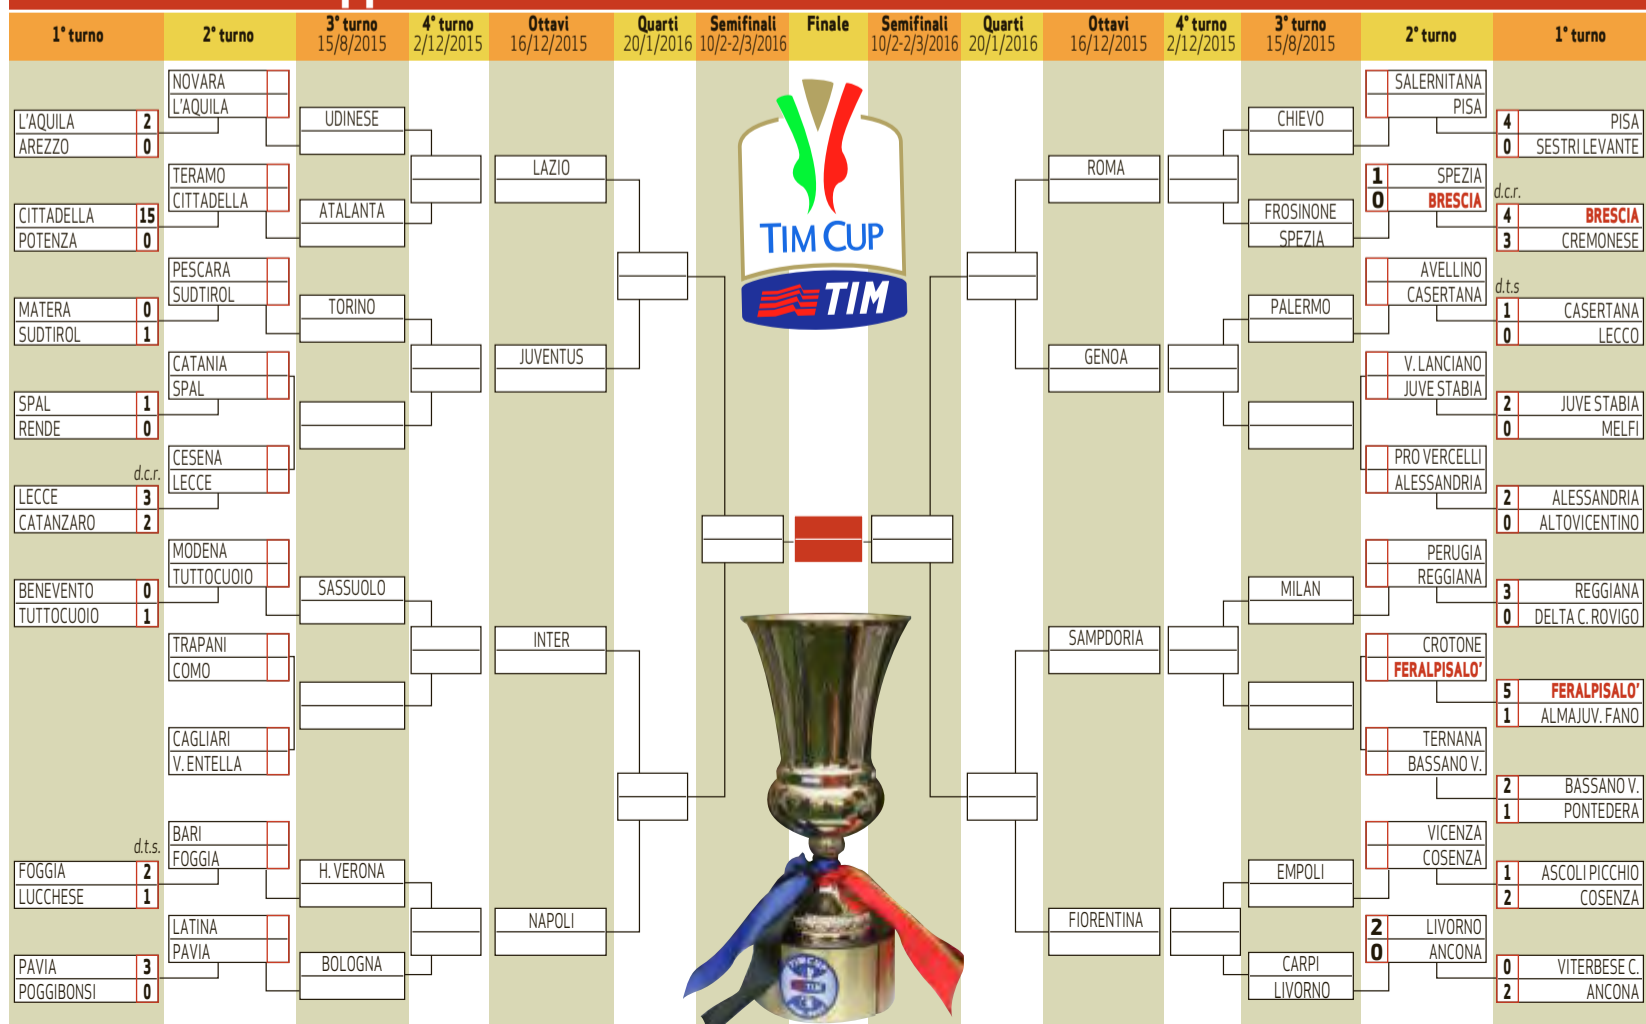 1° turno
2° turno
3° turno
15/8/2015
4° turno
2/12/2015
Ottavi
16/12/2015
Quarti
20/1/2016
Semifinali
10/2-2/3/2016
Finale
Semifinali
10/2-2/3/2016
Quarti
20/1/2016
Ottavi
16/12/2015
4° turno
2/12/2015
3° turno
15/8/2015
2° turno
1° turno
L'AQUILA 2
AREZZO 0
CITTADELLA 15
POTENZA 0
MATERA 0
SUDTIROL 1
SPAL 1
RENDE 0
d.c.r.
LECCE 3
CATANZARO 2
BENEVENTO 0
TUTTOCUOIO 1
d.t.s.
FOGGIA 2
LUCCHESE 1
PAVIA 3
POGGIBONSI 0
NOVARA
L'AQUILA
TERAMO
CITTADELLA
PESCARA
SUDTIROL
CATANIA
SPAL
CESENA
LECCE
MODENA
TUTTOCUOIO
TRAPANI
COMO
CAGLIARI
V. ENTELLA
BARI
FOGGIA
LATINA
PAVIA
UDINESE
ATALANTA
TORINO
SASSUOLO
H. VERONA
BOLOGNA
LAZIO
JUVENTUS
INTER
NAPOLI
TIM CUP
TIM
TIM
ROMA
GENOA
SAMPDORIA
FIORENTINA
CHIEVO
FROSINONE
SPEZIA
PALERMO
MILAN
EMPOLI
CARPI
LIVORNO
SALERNITANA
PISA
1 SPEZIA
0 BRESCIA
AVELLINO
CASERTANA
V. LANCIANO
JUVE STABIA
PRO VERCELLI
ALESSANDRIA
PERUGIA
REGGIANA
CROTONE
FERALPISALO'
TERNANA
BASSANO V.
VICENZA
COSENZA
2 LIVORNO
0 ANCONA
4 PISA
0 SESTRI LEVANTE
d.c.r.
4 BRESCIA
3 CREMONESE
d.t.s
1 CASERTANA
0 LECCO
2 JUVE STABIA
0 MELFI
2 ALESSANDRIA
0 ALTOVICENTINO
3 REGGIANA
0 DELTA C. ROVIGO
5 FERALPISALO'
1 ALMAJUV. FANO
2 BASSANO V.
1 PONTEDERA
1 ASCOLI PICCHIO
2 COSENZA
0 VITERBESE C.
2 ANCONA